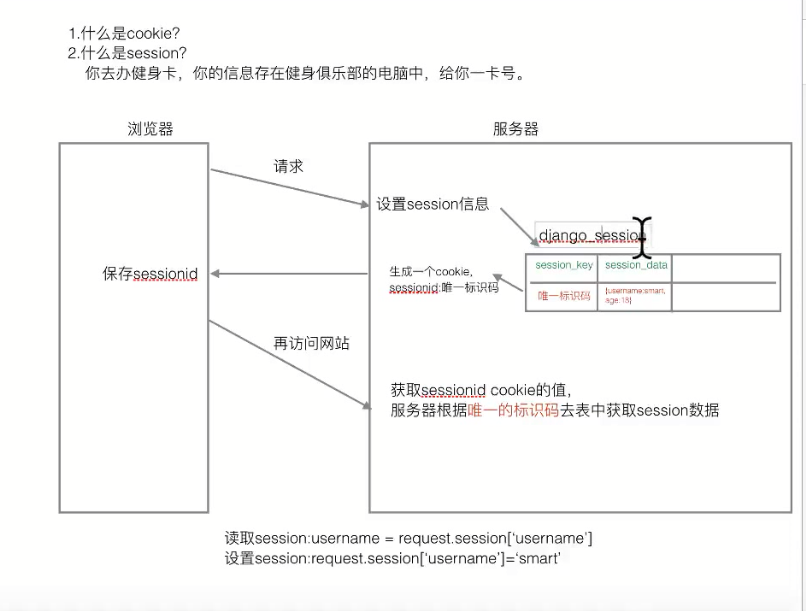 1.什么是cookie?
2.什么是session?
你去办健身卡，你的信息存在健身俱乐部的电脑中，给你一卡号。
浏览器
服务器
请求
设置session信息
django_session
session_key
session_data
保存sessionid
生成一个cookie,
sessionid:唯一标识码
唯一标识码
{username:smart,
age:18}
再访问网站
获取sessionid cookie的值,
服务器根据唯一的标识码去表中获取session数据
读取session:username = request.session['username']
设置session:request.session['username']='smart'